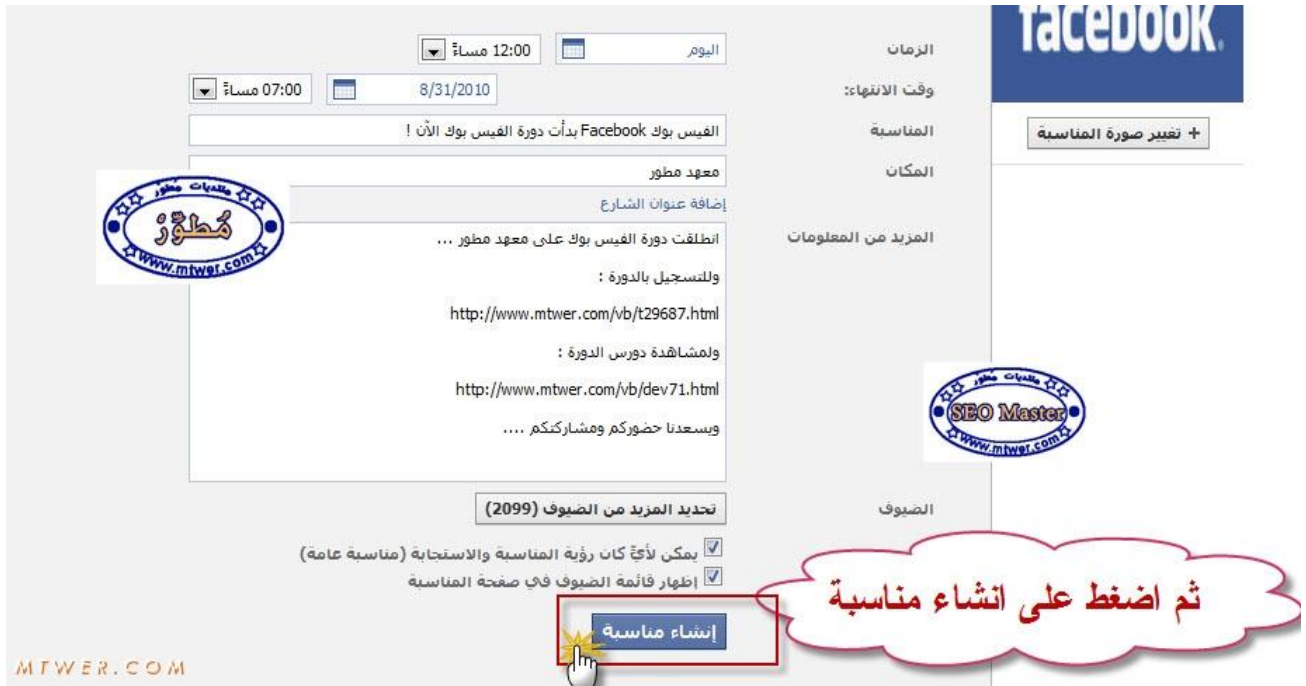 facebook
+ تغيير صورة المناسبة
الزمان
اليوم
12:00 مساءً
وقت الانتهاء:
8/31/2010
07:00 مساءً
المناسبة
الفيس بوك Facebook بدأت دورة الفيس بوك الآن !
المكان
معهد مطور
إضافة عنوان الشارع
المزيد من المعلومات
انطلقت دورة الفيس بوك على معهد مطور ...
وللتسجيل بالدورة :
http://www.mtwer.com/vb/t29687.html
ولمشاهدة دورس الدورة :
http://www.mtwer.com/vb/dev71.html
ويسعدنا حضوركم ومشاركتكم ....
منتديات مطور
مُطوِّرْ
www.mtwer.com
منتديات مطور
SEO Master
www.mtwer.com
الضيوف
تحديد المزيد من الضيوف (2099)
يمكن لأيٍّ كان رؤية المناسبة والاستجابة (مناسبة عامة)
إظهار قائمة الضيوف في صفحة المناسبة
إنشاء مناسبة
ثم اضغط على انشاء مناسبة
MTWER.COM